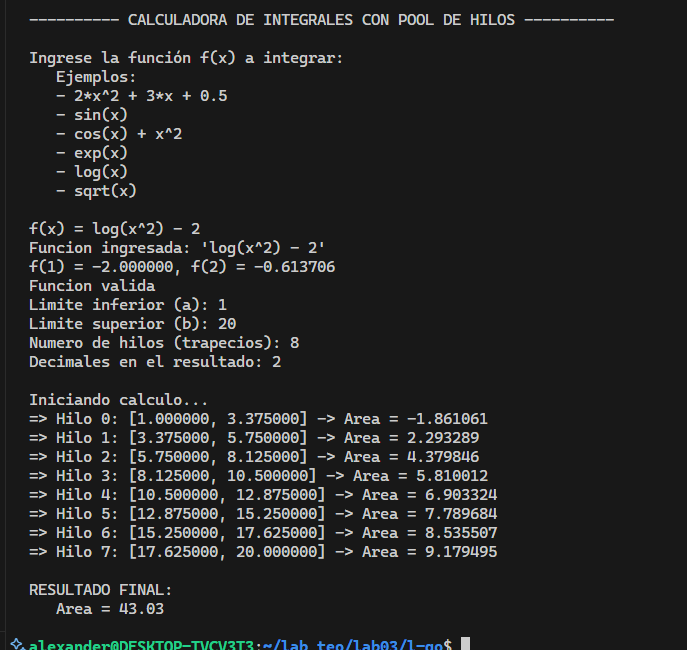 ---------- CALCULADORA DE INTEGRALES CON POOL DE HILOS ----------
Ingrese la función f(x) a integrar:
Ejemplos:
- 2*x^2 + 3*x + 0.5
- sin(x)
- cos(x) + x^2
- exp(x)
- log(x)
- sqrt(x)
f(x) = log(x^2) - 2
Funcion ingresada: 'log(x^2) - 2'
f(1) = -2.000000, f(2) = -0.613706
Funcion valida
Limite inferior (a): 1
Limite superior (b): 20
Numero de hilos (trapecios): 8
Decimales en el resultado: 2
Iniciando calculo...
=> Hilo 0: [1.000000, 3.375000] -> Area = -1.861061
=> Hilo 1: [3.375000, 5.750000] -> Area = 2.293289
=> Hilo 2: [5.750000, 8.125000] -> Area = 4.379846
=> Hilo 3: [8.125000, 10.500000] -> Area = 5.810012
=> Hilo 4: [10.500000, 12.875000] -> Area = 6.903324
=> Hilo 5: [12.875000, 15.250000] -> Area = 7.789684
=> Hilo 6: [15.250000, 17.625000] -> Area = 8.535507
=> Hilo 7: [17.625000, 20.000000] -> Area = 9.179495
RESULTADO FINAL:
Area = 43.03
alexander@DESKTOP-TVCV3T3:~/lab_teo/lab03/l-go$